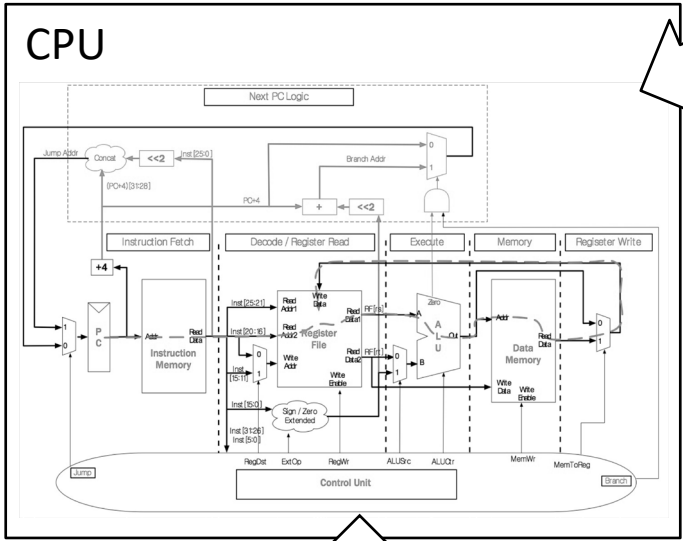 CPU
Next PC Logic
Jump Addr
Concat
<<2
Inst [25:0]
0
1
Branch Addr
(PC+4) [31:28]
PC+4
+
<<2
Instruction Fetch
Decode / Register Read
Execute
Memory
Regiseter Write
+4
1
0
P C
Addr
Read Data
Instruction Memory
Inst [25:21]
Inst [20:16]
Inst [15:11]
Inst [15:0]
Inst [31:26]
Inst [5:0]
0
1
Read Addr1
Read Addr2
Write Addr
Write Data
Read Data1
Read Data2
Register File
Write Enable
RF[rs]
RF[rt]
Sign / Zero Extended
0
1
Zero
A
B
A L U
Out
Addr
Read Data
Data Memory
Write Data
Write Enable
0
1
Jump
RegDst
ExtOp
RegWr
ALUSrc
ALUCtr
MemWr
MemToReg
Branch
Control Unit